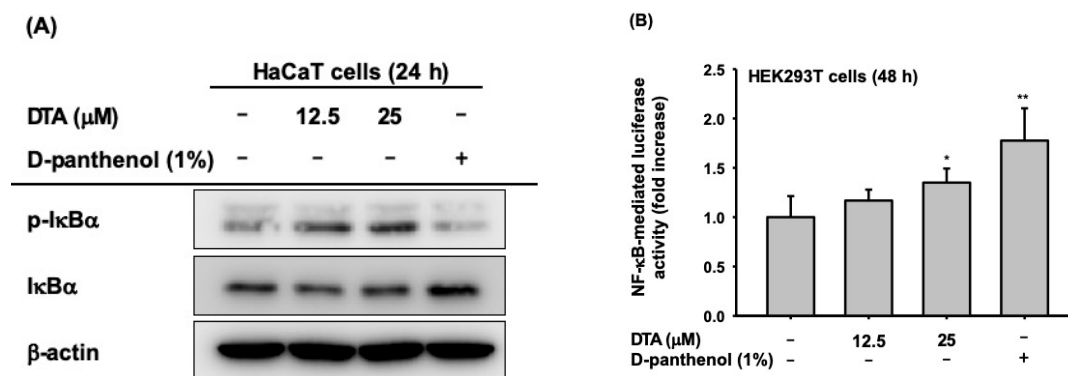 (A)
HaCaT cells (24 h)
DTA (μM) – 12.5 25 –
D-panthenol (1%) – – – +
p-IκBα
IκBα
β-actin
(B)
NF-κB-mediated luciferase
activity (fold increase)
HEK293T cells (48 h)
2.5
2.0
1.5
1.0
0.5
0.0
*
**
DTA (μM) – 12.5 25 –
D-panthenol (1%) – – – +